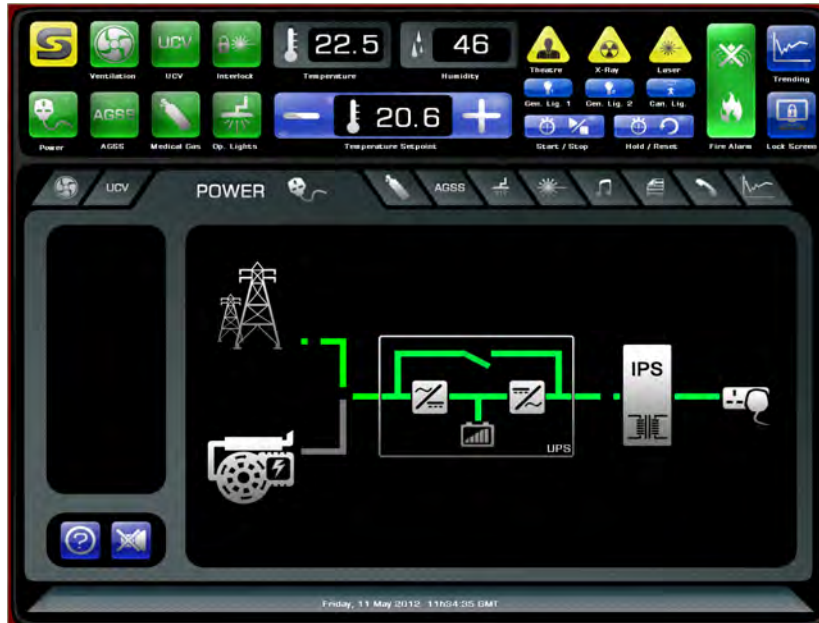 S
UCV
22.5
46
Ventilation
UCV
Interlock
Temperature
Humidity
Theatre
X-Ray
Laser
Trending
Gen. Lig. 1
Gen. Lig. 2
Can. Lig.
AGSS
20.6
Power
AGSS
Medical Gas
Op. Lights
Temperature Setpoint
Start / Stop
Hold / Reset
Fire Alarm
Lock Screen
UCV
POWER
AGSS
IPS
UPS
?
Friday, 11 May 2012 11h34:35 GMT